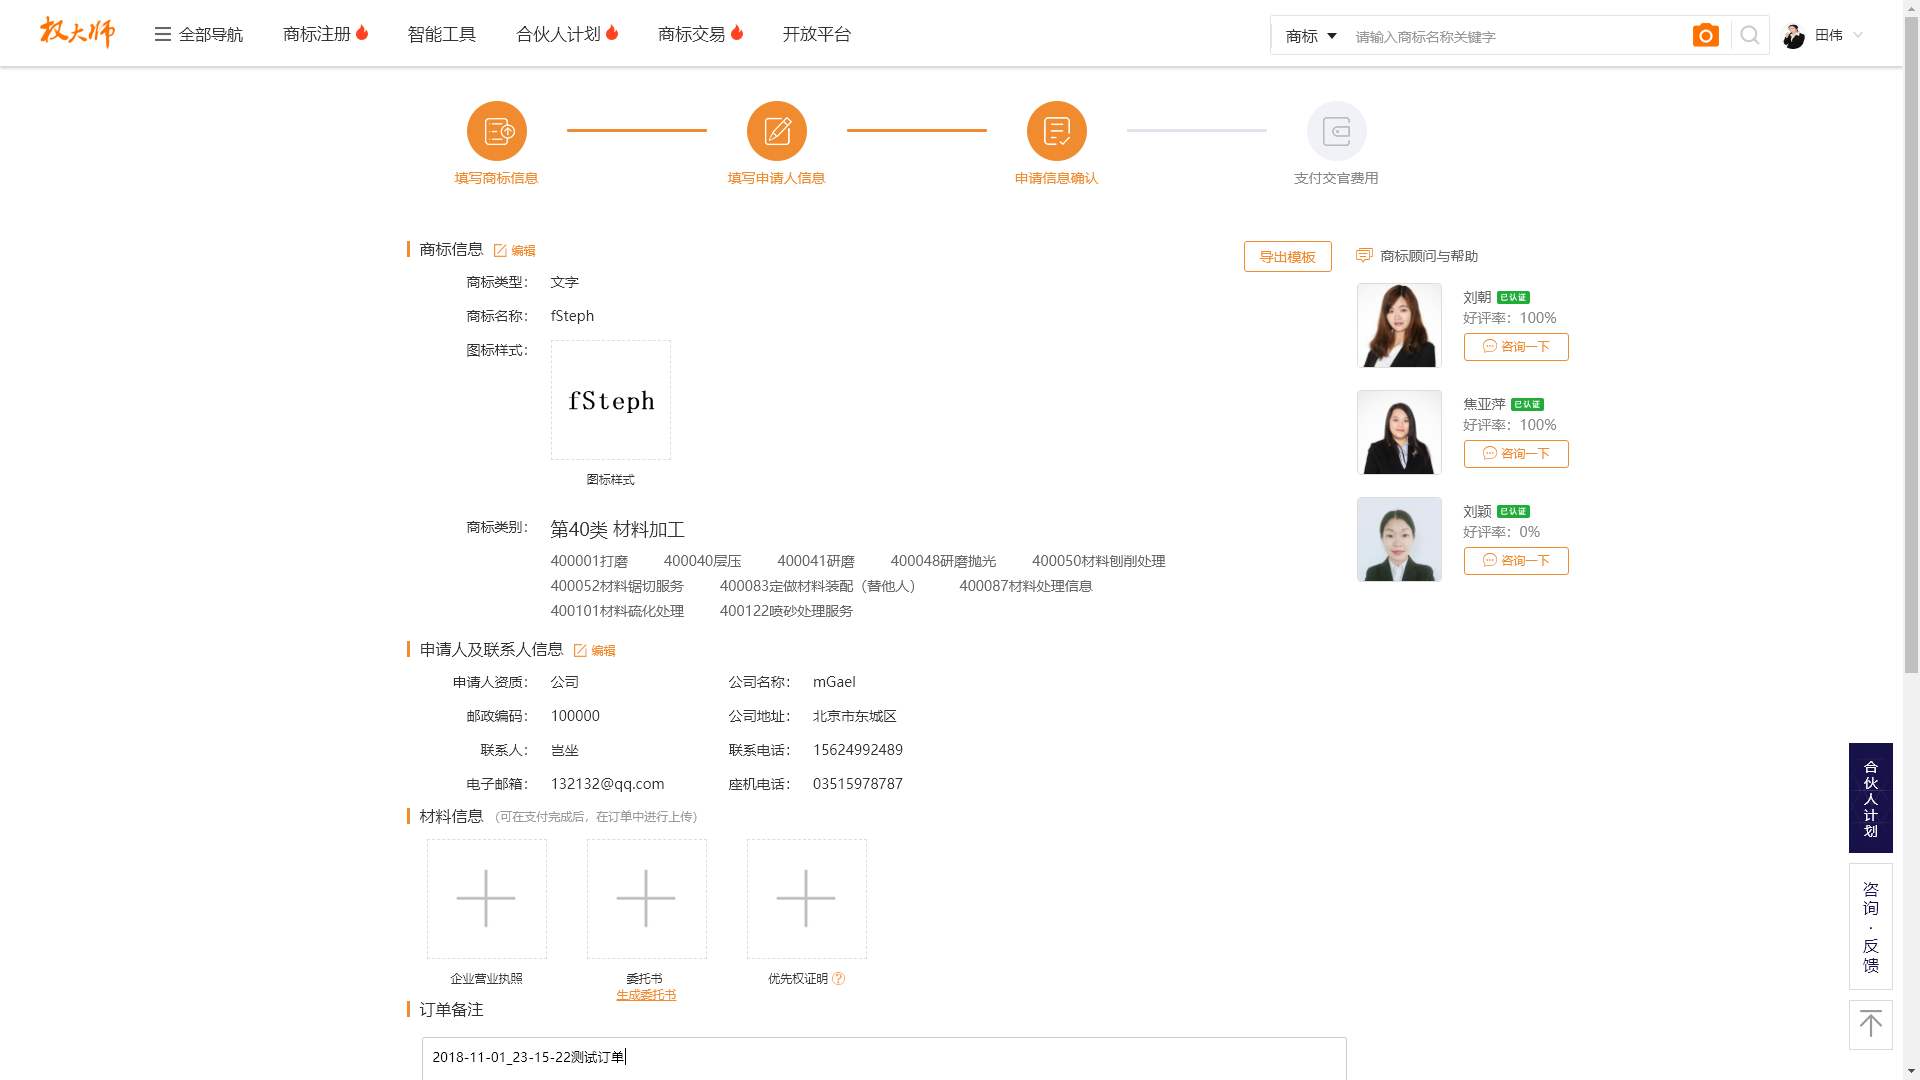 权大师 全部导航 商标注册 智能工具 合伙人计划 商标交易 开放平台 商标 请输入商标名称关键字 田伟
填写商标信息 填写申请人信息 申请信息确认 支付交官费用
商标信息 编辑 导出模板
商标类型： 文字
商标名称： fSteph
图标样式：
fSteph
图标样式
商标类别： 第40类 材料加工
400001打磨 400040层压 400041研磨 400048研磨抛光 400050材料刨削处理
400052材料锯切服务 400083定做材料装配（替他人） 400087材料处理信息
400101材料硫化处理 400122喷砂处理服务
申请人及联系人信息 编辑
申请人资质： 公司 公司名称： mGael
邮政编码： 100000 公司地址： 北京市东城区
联系人： 岂坐 联系电话： 15624992489
电子邮箱： 132132@qq.com 座机电话： 03515978787
材料信息 （可在支付完成后，在订单中进行上传）
企业营业执照 委托书 优先权证明 ?
生成委托书
订单备注
2018-11-01_23-15-22测试订单
商标顾问与帮助
刘朝 已认证
好评率：100%
咨询一下
焦亚萍 已认证
好评率：100%
咨询一下
刘颖 已认证
好评率：0%
咨询一下
合伙人计划
咨询·反馈